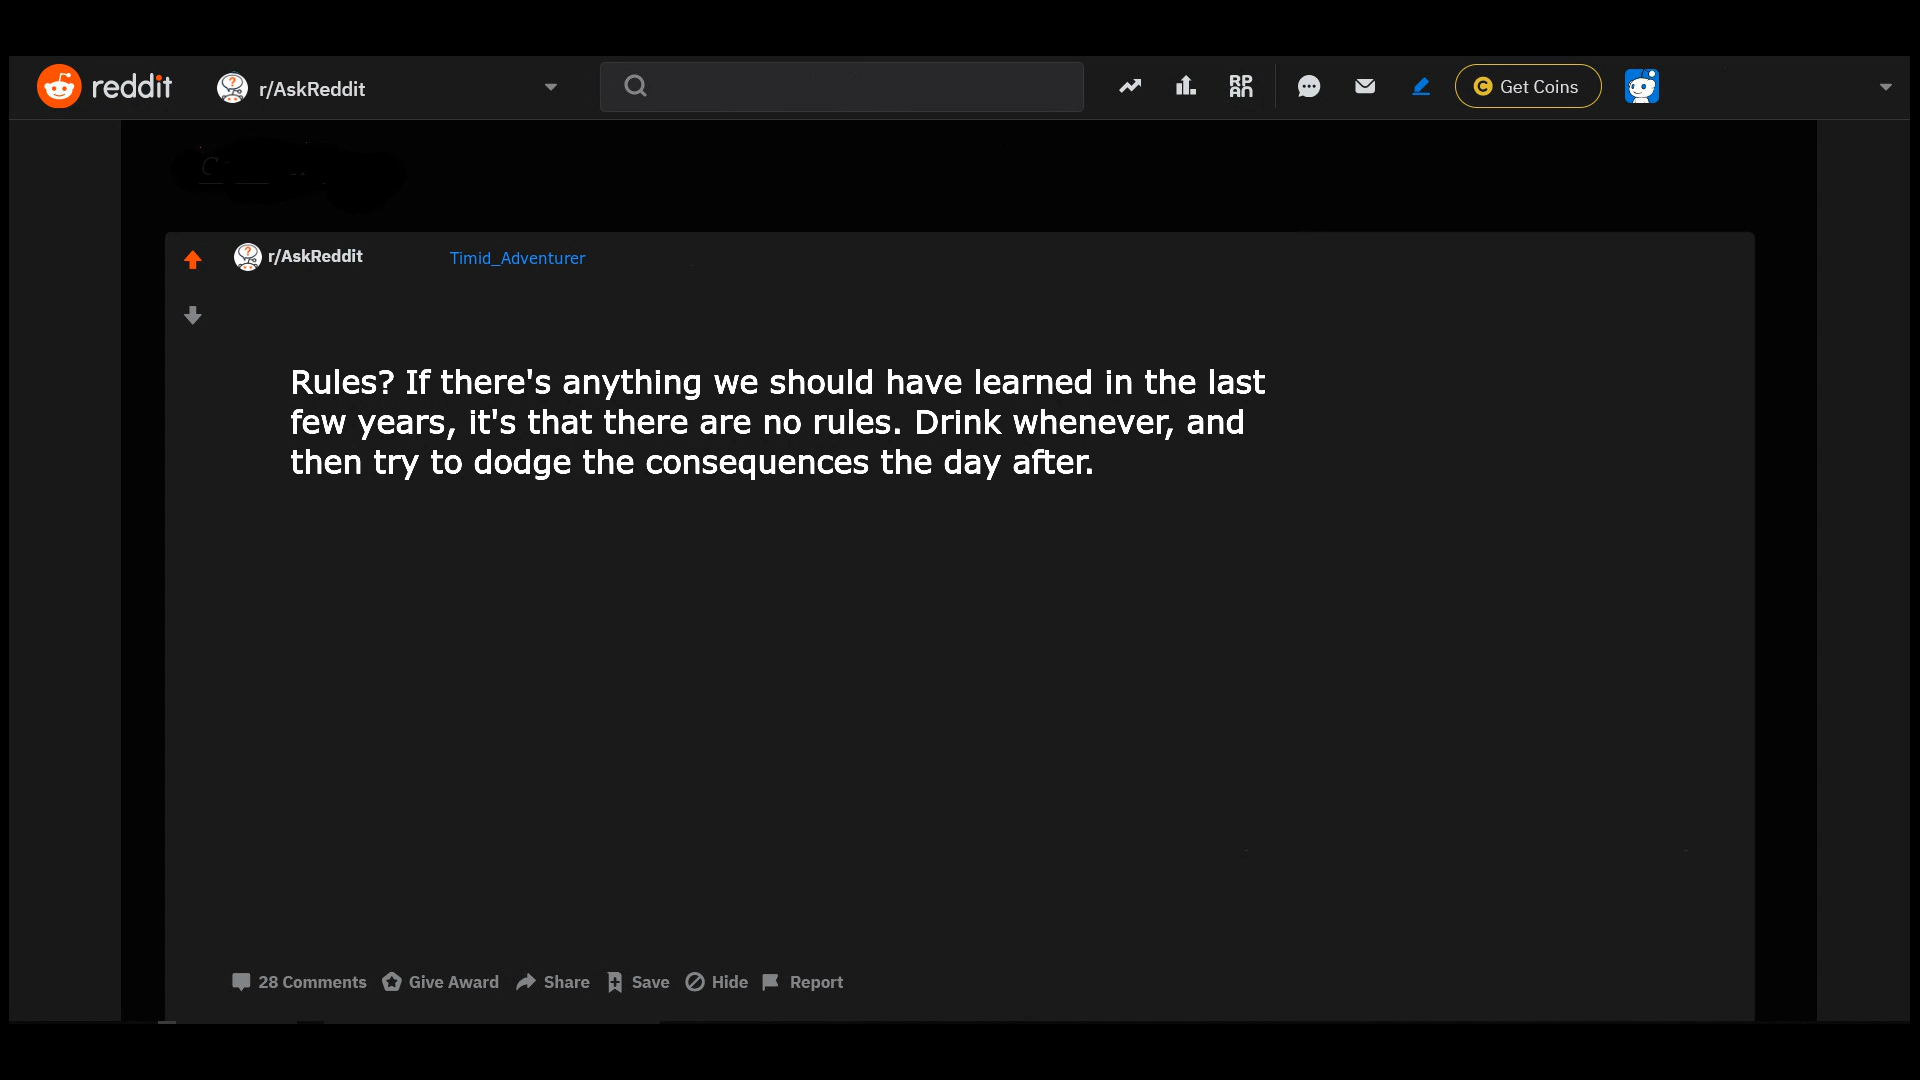 reddit r/AskReddit RPAN Get Coins
r/AskReddit Timid_Adventurer
Rules? If there's anything we should have learned in the last
few years, it's that there are no rules. Drink whenever, and
then try to dodge the consequences the day after.
28 Comments Give Award Share Save Hide Report